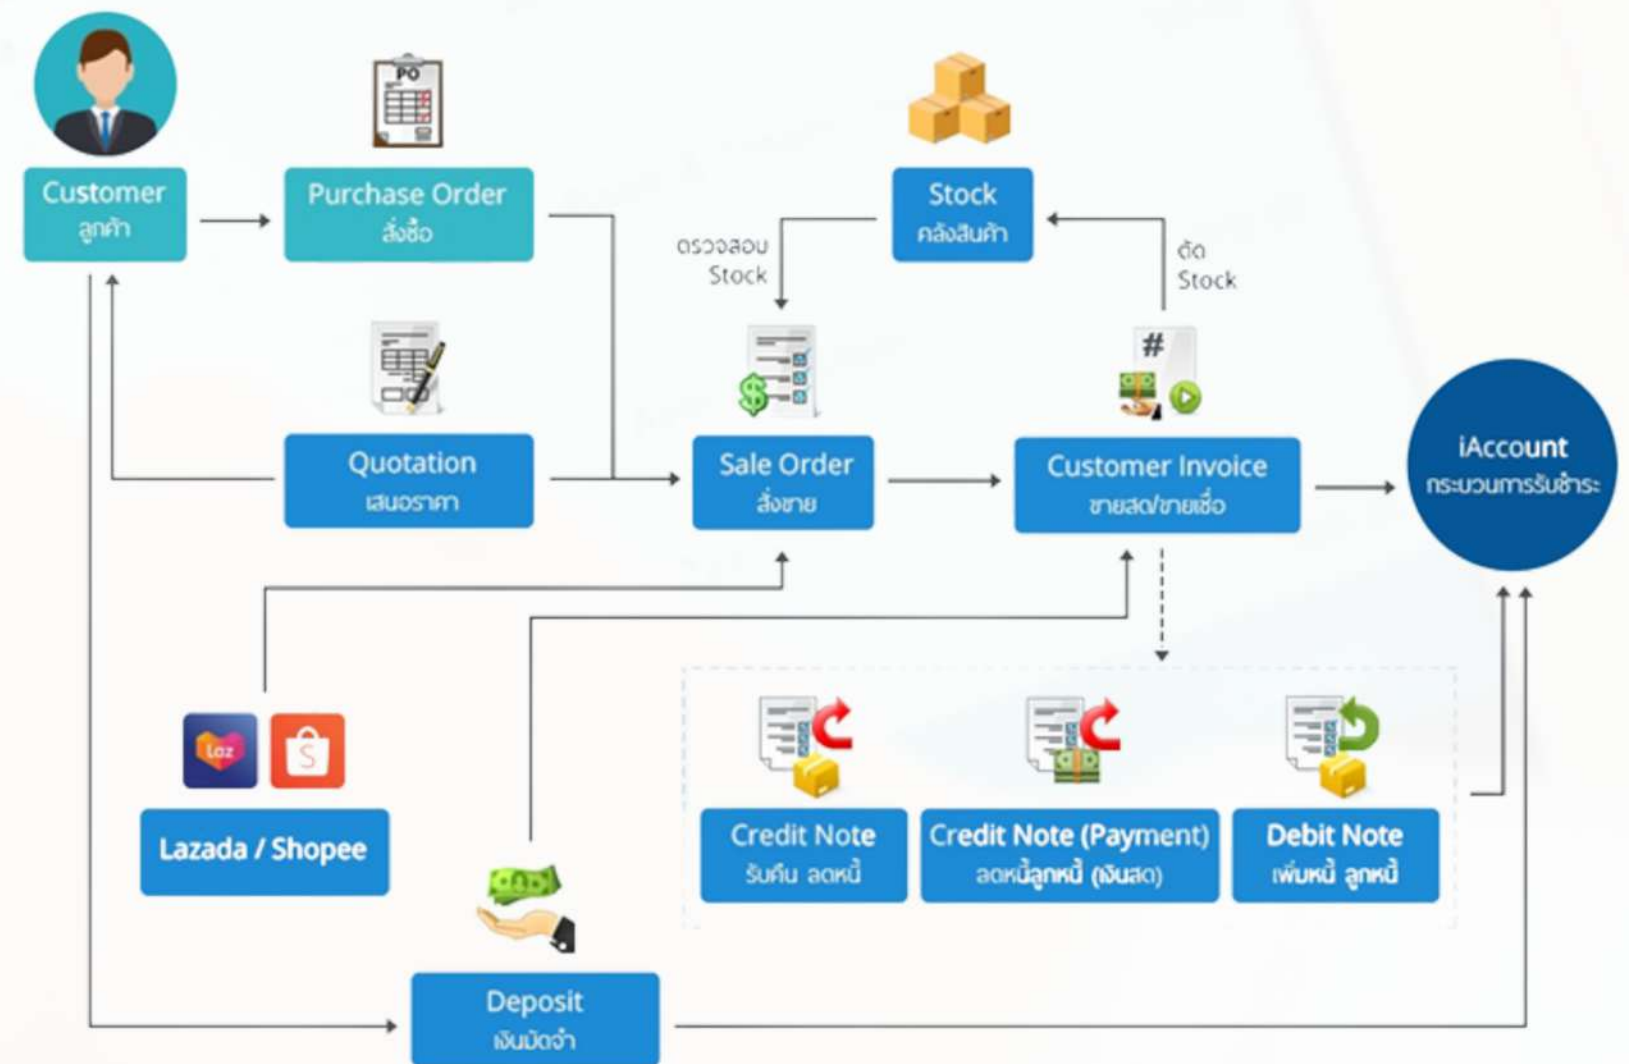 PO
Customer
ลูกค้า
Purchase Order
สั่งซื้อ
Stock
คลังสินค้า
ตรวจสอบ
Stock
ตัด
Stock
#
$
Quotation
เสนอราคา
Sale Order
สั่งขาย
Customer Invoice
ขายสด/ขายเชื่อ
iAccount
กระบวนการรับชำระ
Laz
S
Lazada / Shopee
Credit Note
รับคืน ลดหนี้
Credit Note (Payment)
ลดหนี้ลูกหนี้ (เงินสด)
Debit Note
เพิ่มหนี้ ลูกหนี้
Deposit
เงินมัดจำ